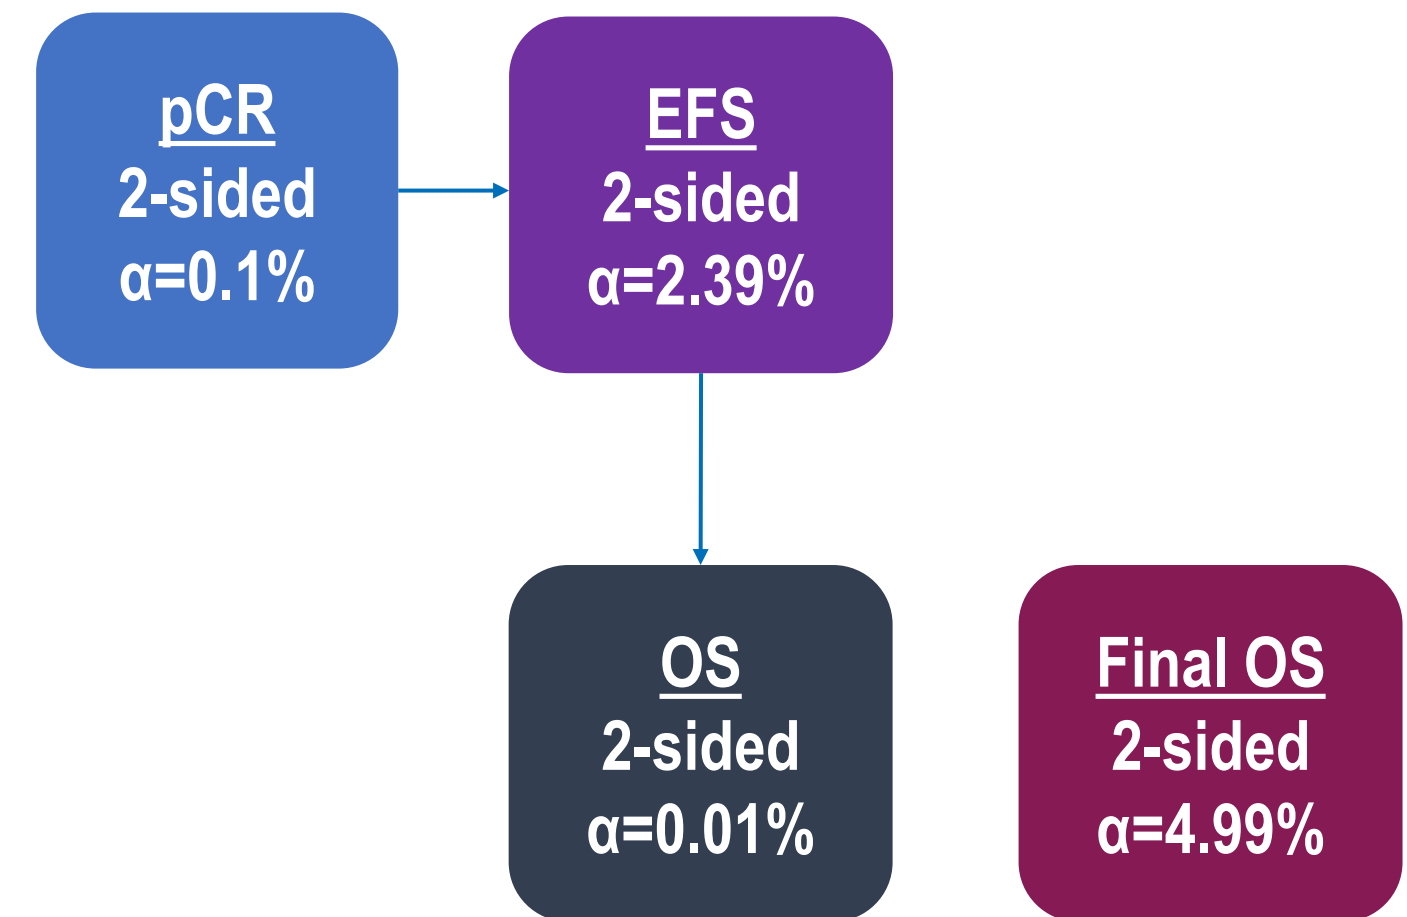 pCR
2-sided
α=0.1%
EFS
2-sided
α=2.39%
OS
2-sided
α=0.01%
Final OS
2-sided
α=4.99%